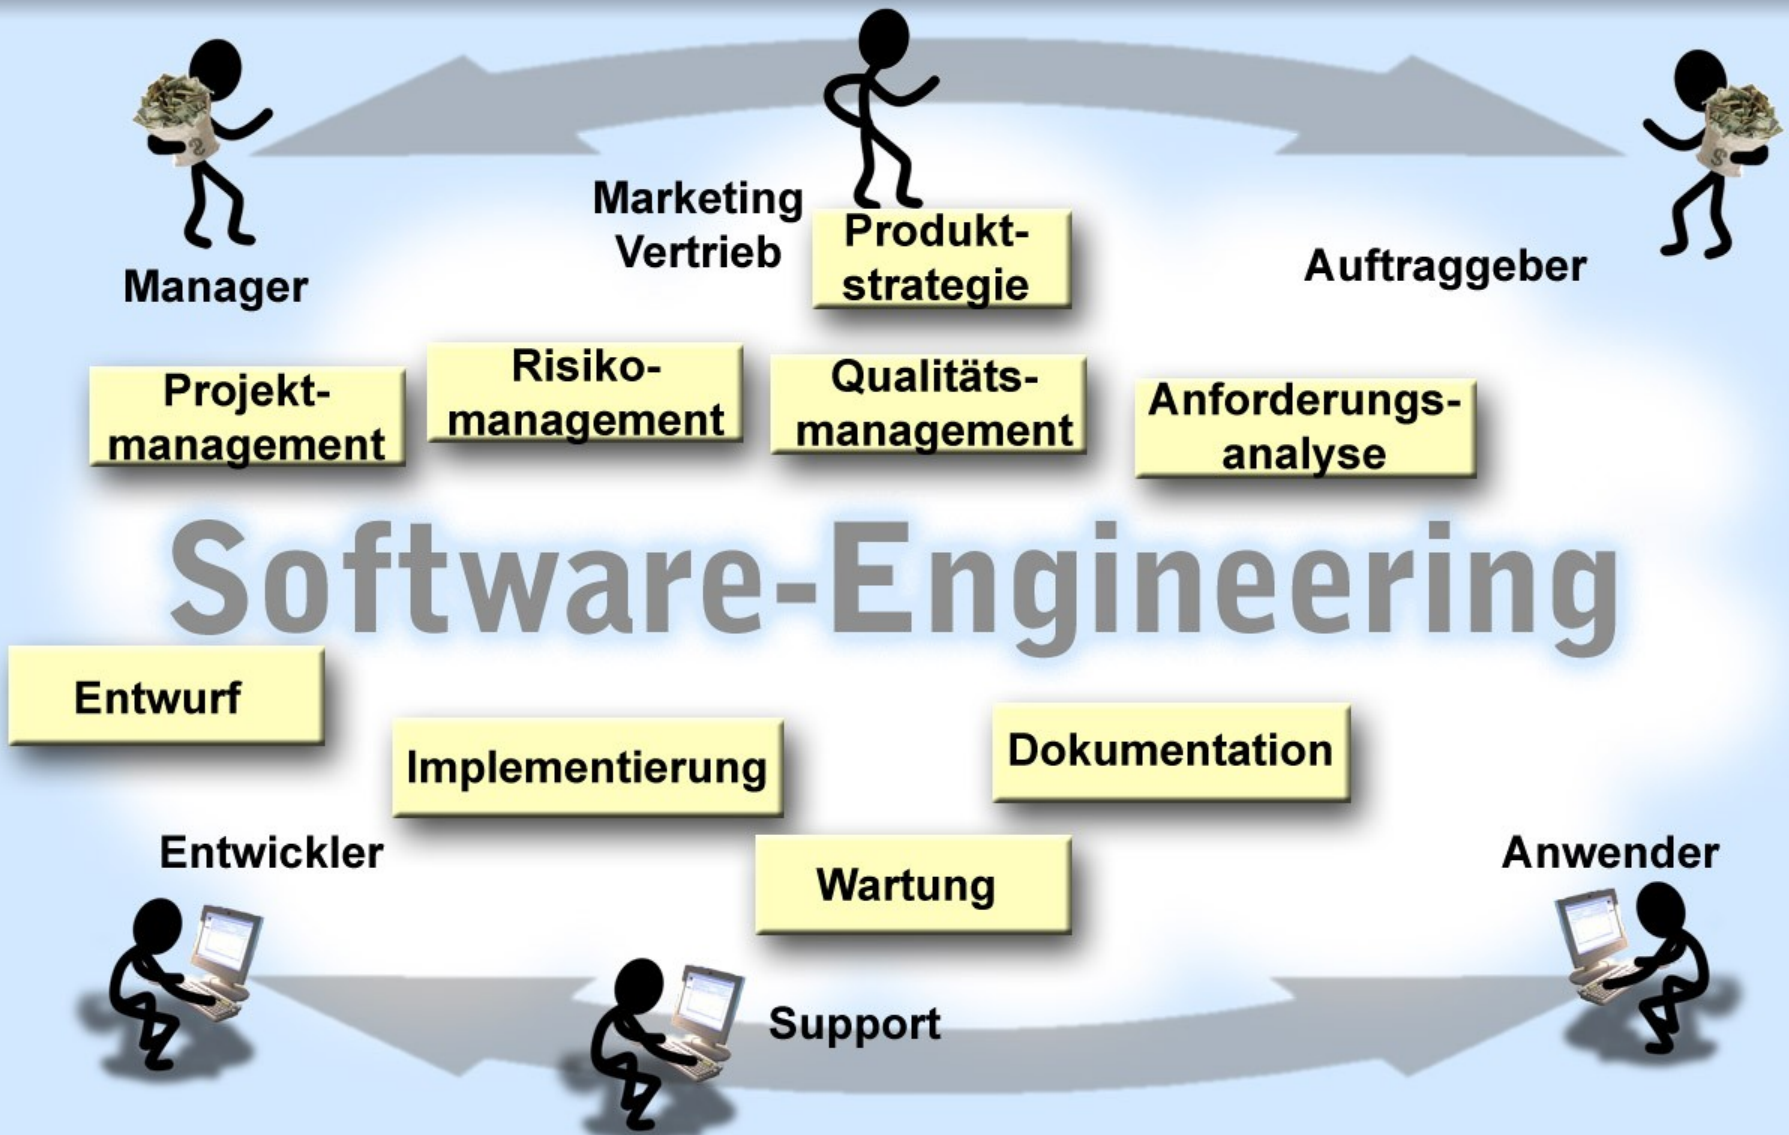 Marketing
Vertrieb
Produkt-
strategie
Manager
Auftraggeber
Projekt-
management
Risiko-
management
Qualitäts-
management
Anforderungs-
analyse
Software-Engineering
Entwurf
Implementierung
Dokumentation
Entwickler
Wartung
Anwender
Support